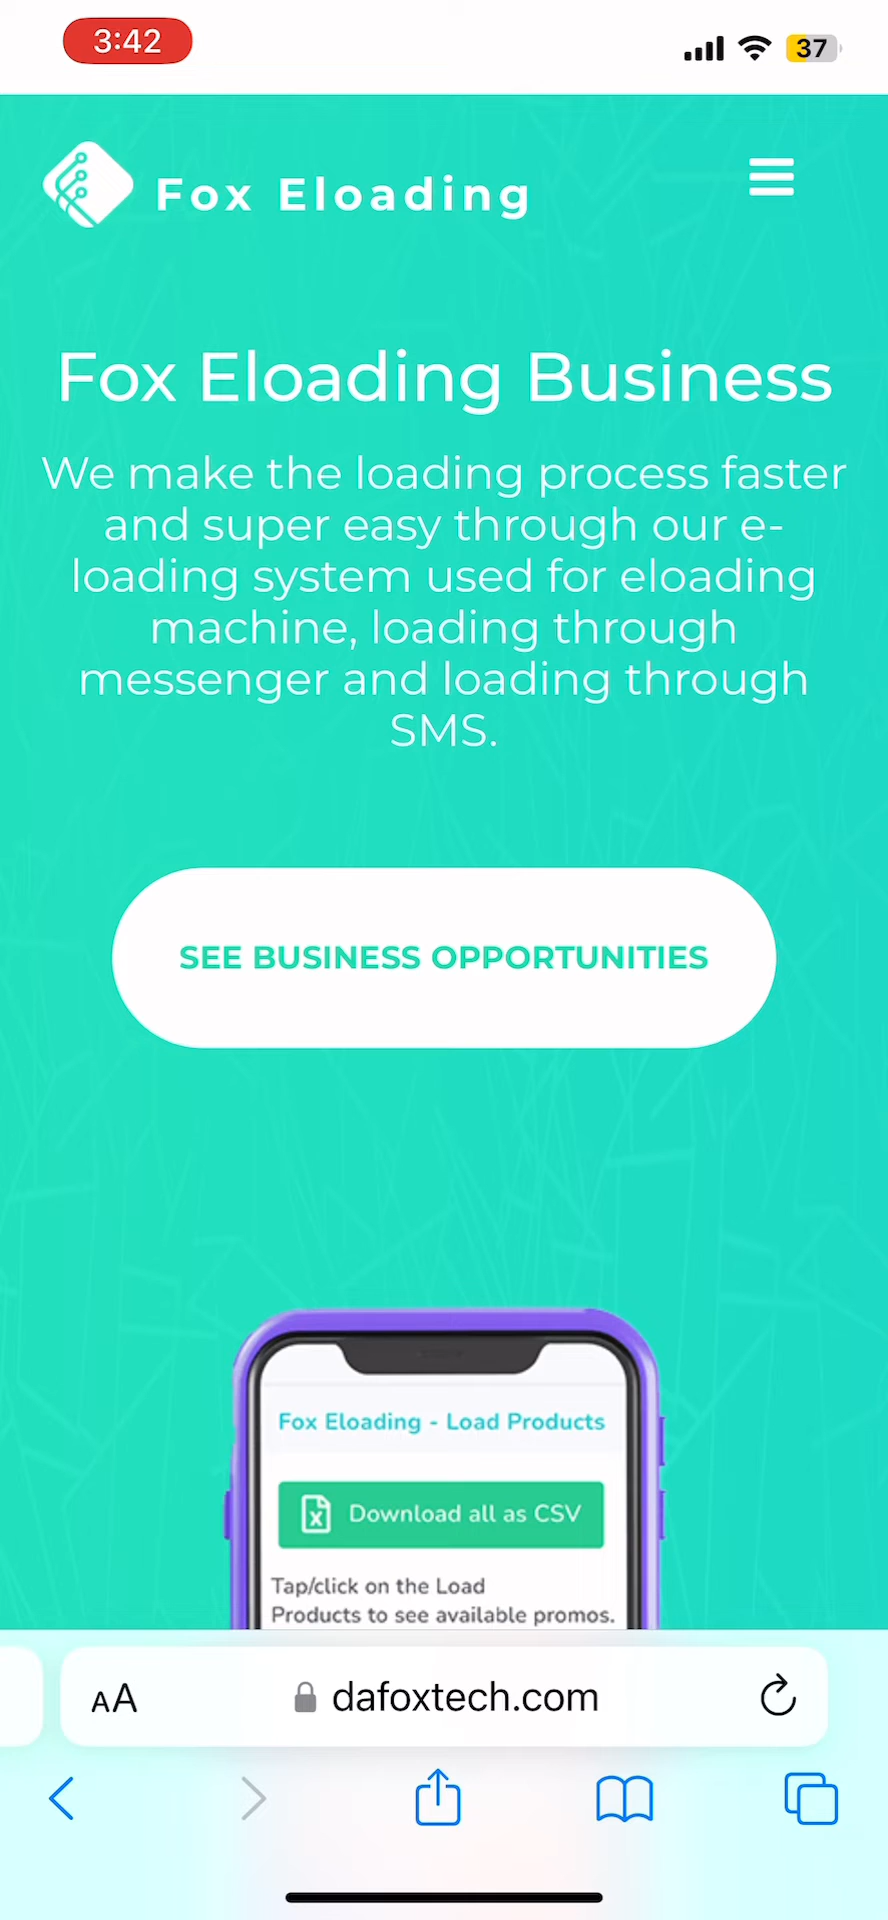 3:42
37
Fox Eloading
Fox Eloading Business
We make the loading process faster
and super easy through our e-
loading system used for eloading
machine, loading through
messenger and loading through
SMS.
SEE BUSINESS OPPORTUNITIES
Fox Eloading - Load Products
Download all as CSV
Tap/click on the Load
Products to see available promos.
AA
dafoxtech.com